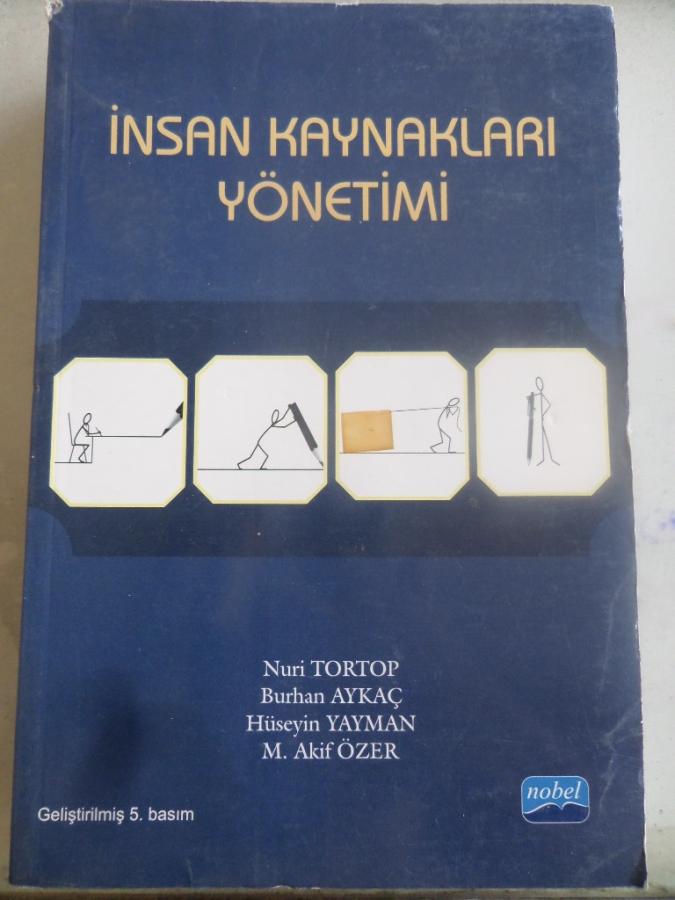 İNSAN KAYNAKLARI
YÖNETİMİ
Nuri TORTOP
Burhan AYKAÇ
Hüseyin YAYMAN
M. Akif ÖZER
Geliştirilmiş 5. basım
nobel